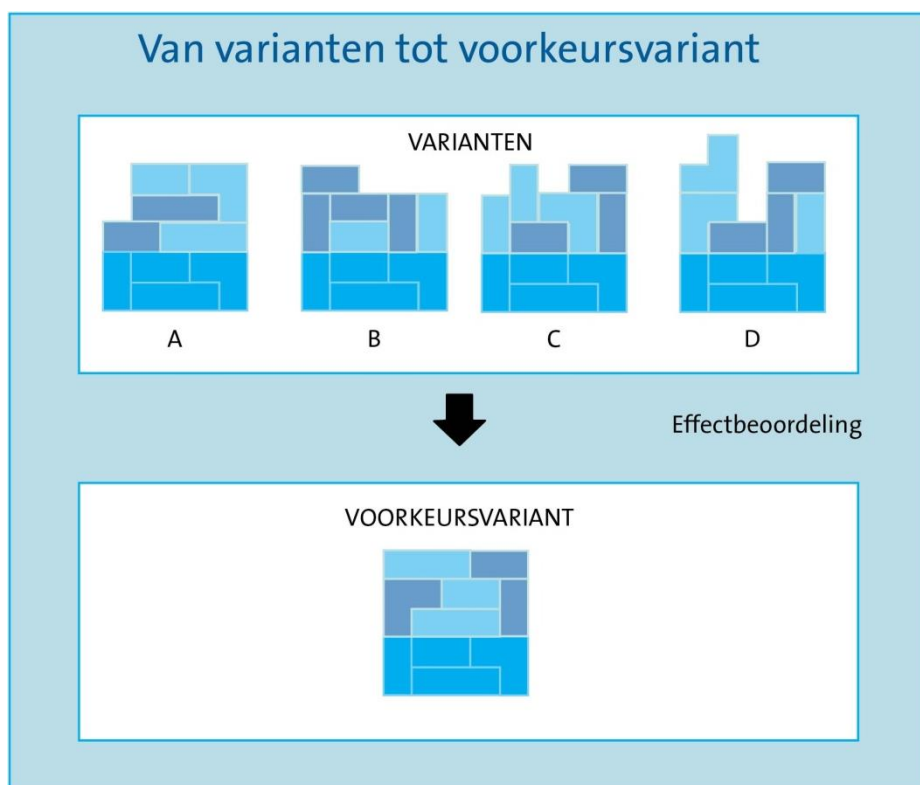 Van varianten tot voorkeursvariant
VARIANTEN
A B C D
Effectbeoordeling
VOORKEURSVARIANT